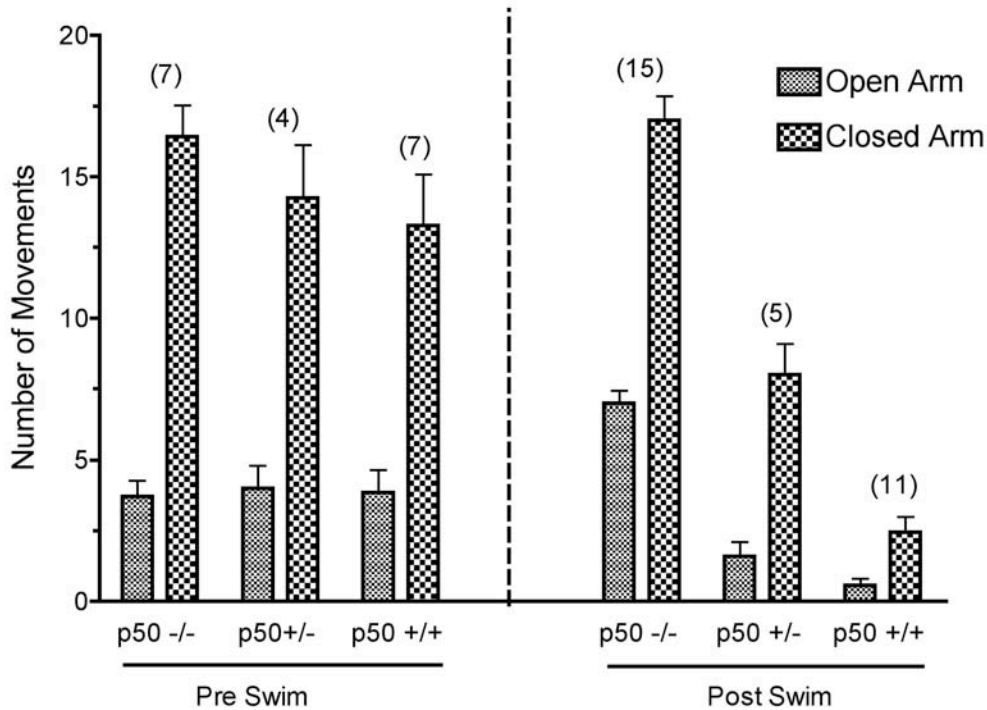 20
15
10
5
0
Number of Movements
(7)
(4)
(7)
(15)
(5)
(11)
Open Arm
Closed Arm
p50 -/-
p50+/-
p50 +/+
p50 -/-
p50 +/-
p50 +/+
Pre Swim
Post Swim